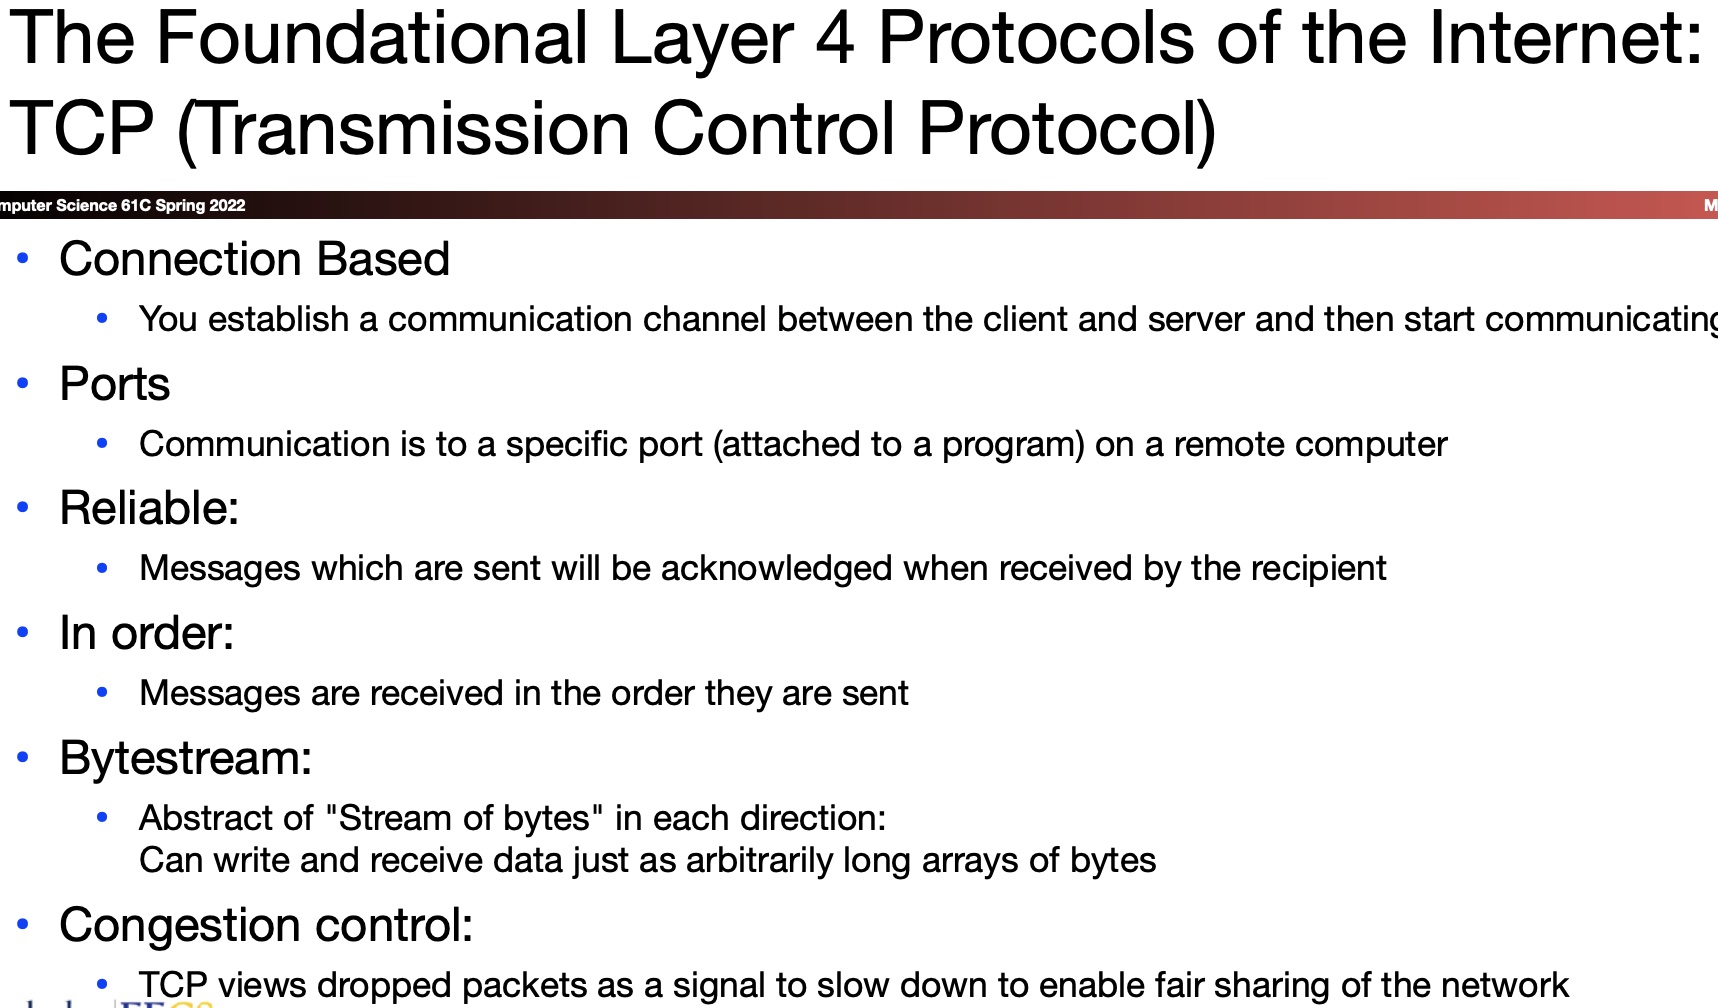 The Foundational Layer 4 Protocols of the Internet:
TCP (Transmission Control Protocol)
mputer Science 61C Spring 2022
M
• Connection Based
• You establish a communication channel between the client and server and then start communicating
• Ports
• Communication is to a specific port (attached to a program) on a remote computer
• Reliable:
• Messages which are sent will be acknowledged when received by the recipient
• In order:
• Messages are received in the order they are sent
• Bytestream:
• Abstract of "Stream of bytes" in each direction:
Can write and receive data just as arbitrarily long arrays of bytes
• Congestion control:
• TCP views dropped packets as a signal to slow down to enable fair sharing of the network